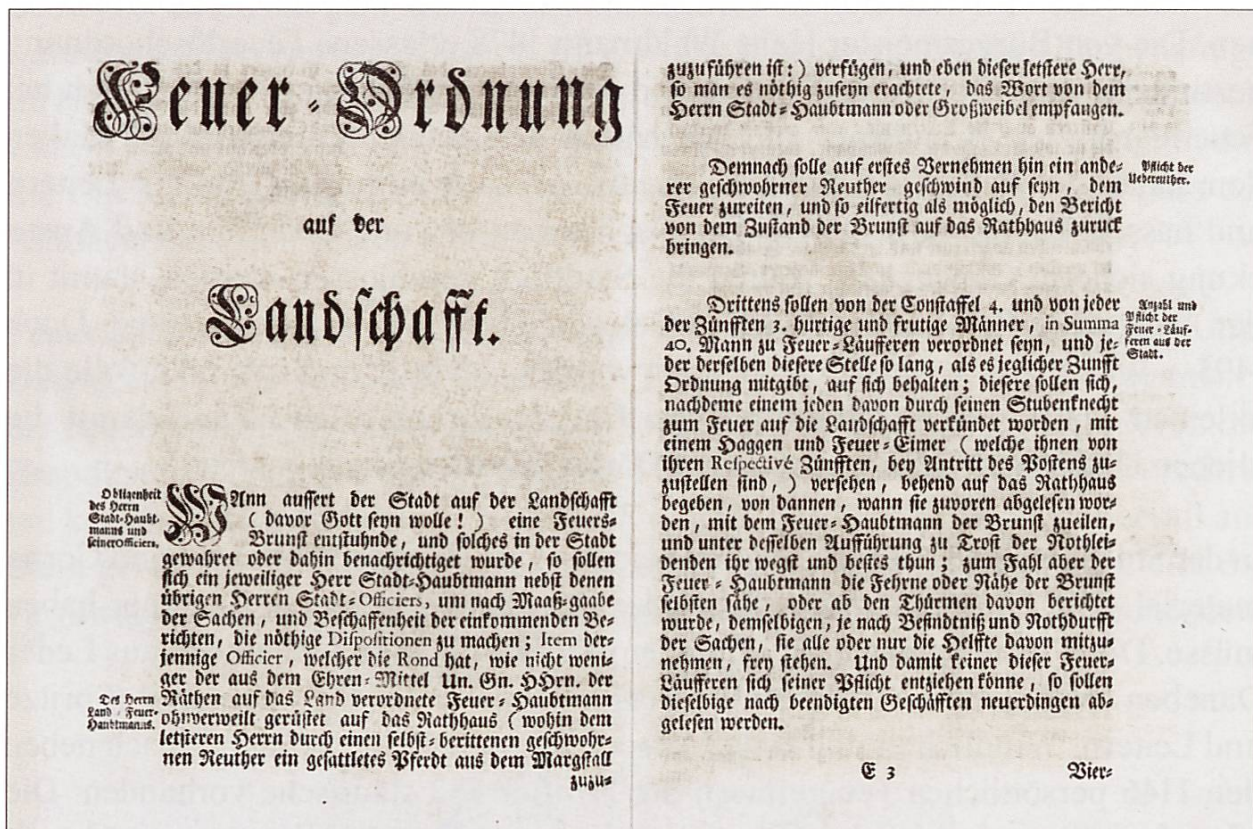 Feuer-Ordnung
auf der
Landschafft.
Obligenheit
des Herrn
Stadt-Haubt-
manns und
seiner Officiers.
WAnn aussert der Stadt auf der Landschafft
( davor Gott seyn wolle ! ) eine Feuers-
Brunst entstuhnde, und solches in der Stadt
gewahret oder dahin benachrichtiget wurde, so sollen
sich ein jeweiliger Herr Stadt-Haubtmann nebst denen
übrigen Herren Stadt-Officiers, um nach Maaß-gaabe
der Sachen, und Beschaffenheit der einkommenden Be-
richten, die nöthige Dispositionen zu machen; Item der-
jennige Officier, welcher die Rond hat, wie nicht weni-
ger der aus dem Ehren-Mittel Un. Gn. HHrn. der
Des Herrn
Land-Feuer-
Haubtmanns.
Räthen auf das Land verordnete Feuer-Haubtmann
ohnverweilt gerüstet auf das Rathhaus ( wohin dem
letsteren Herrn durch einen selbst-berittenen geschwohr-
nen Reuther ein gesattletes Pferdt aus dem Margstall
zuzu-
zuzuführen ist: ) verfügen, und eben dieser letstere Herr,
so man es nöthig zuseyn erachtete, das Wort von dem
Herrn Stadt-Haubtmann oder Großweibel empfangen.
Demnach solle auf erstes Vernehmen hin ein ande-
rer geschwohrner Reuther geschwind auf seyn, dem
Feuer zureiten, und so eilfertig als möglich, den Bericht
von dem Zustand der Brunst auf das Rathhaus zuruck
bringen.
Pflicht der
Uebereuther.
Drittens sollen von der Constaffel 4. und von jeder
der Zünfften 3. hurtige und frutige Männer, in Summa
40. Mann zu Feuer-Läufferen verordnet seyn, und je-
der derselben diesere Stelle so lang, als es jeglicher Zunfft
Ordnung mitgibt, auf sich behalten; diesere sollen sich,
nachdeme einem jeden davon durch seinen Stubenknecht
zum Feuer auf die Landschafft verkündet worden, mit
einem Haggen und Feuer-Eimer ( welche ihnen von
ihren Respectivé Zünfften, bey Antritt des Postens zu-
zustellen sind, ) versehen, behend auf das Rathhaus
begeben, von dannen, wann sie zuvoren abgelesen wor-
den, mit dem Feuer-Haubtmann der Brunst zueilen,
und unter desselben Aufführung zu Trost der Nothlei-
denden ihr wegst und bestes thun; zum Fahl aber der
Feuer-Haubtmann die Fehrne oder Nähe der Brunst
selbsten sähe, oder ab den Thürmen davon berichtet
wurde, demselbigen, je nach Befindtniß und Nothdurfft
der Sachen, sie alle oder nur die Helffte davon mitzu-
nehmen, frey stehen. Und damit keiner dieser Feuer-
Läufferen sich seiner Pflicht entziehen könne, so sollen
dieselbige nach beendigten Geschäfften neuerdingen ab-
gelesen werden.
Anzahl und
Pflicht der
Feuer-Läuf-
feren aus der
Stadt.
E 3
Vier-